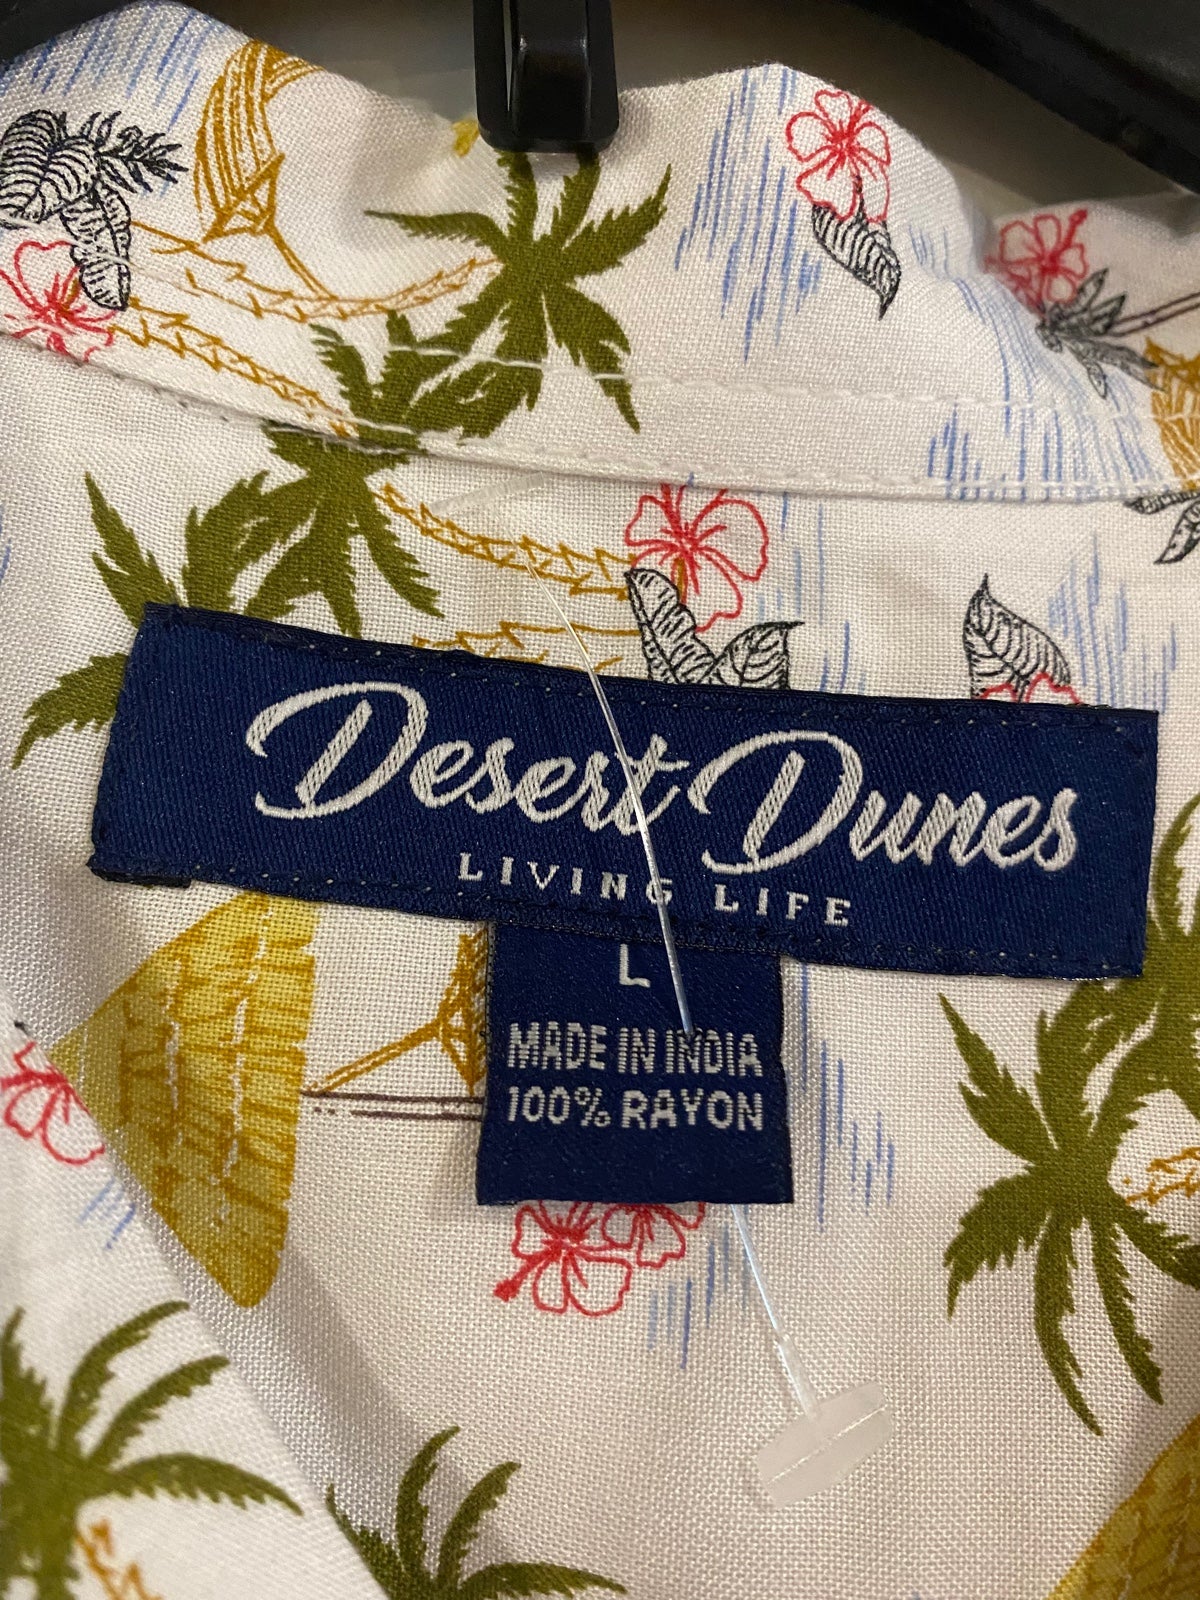 Desert Dunes
LIVING LIFE
L
MADE IN INDIA
100% RAYON